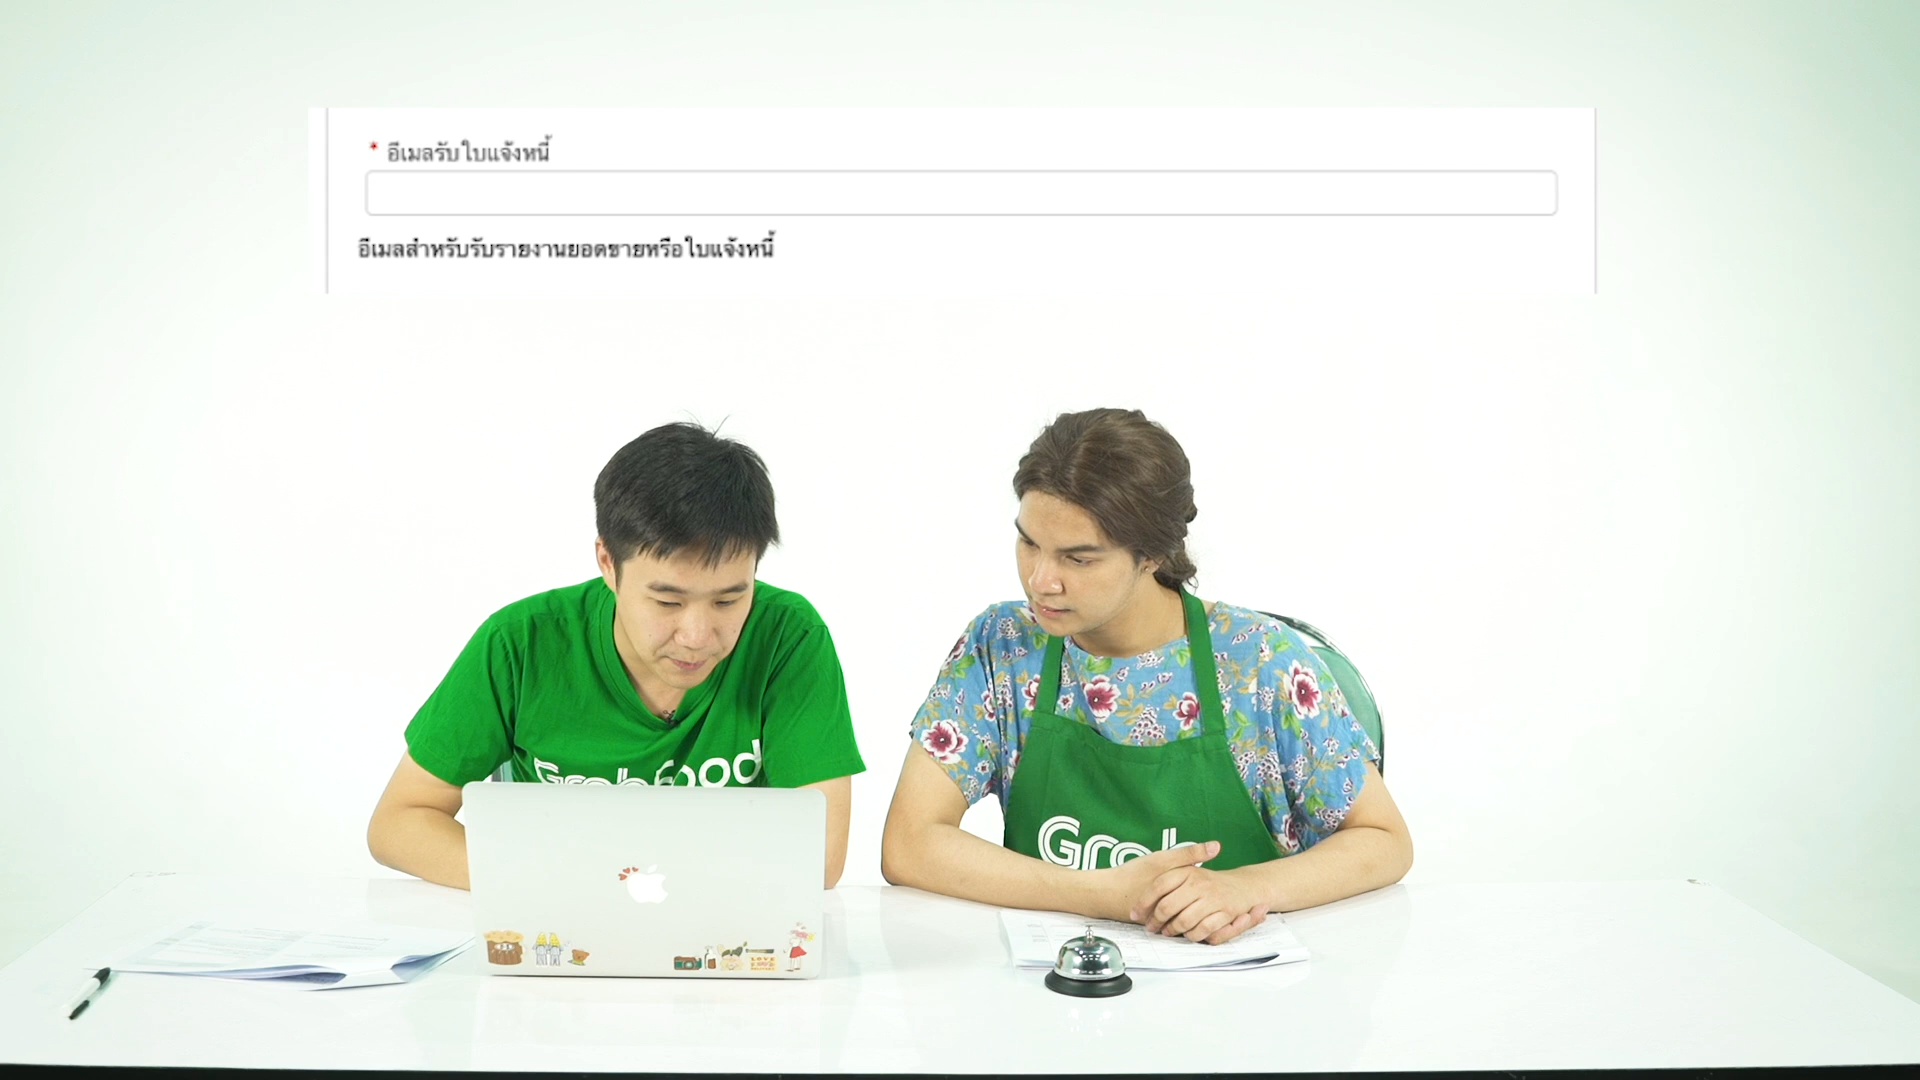 * อีเมลรับใบแจ้งหนี้
อีเมลสำหรับรับรายงานยอดขายหรือใบแจ้งหนี้
GrabFood
Grab
LOVE